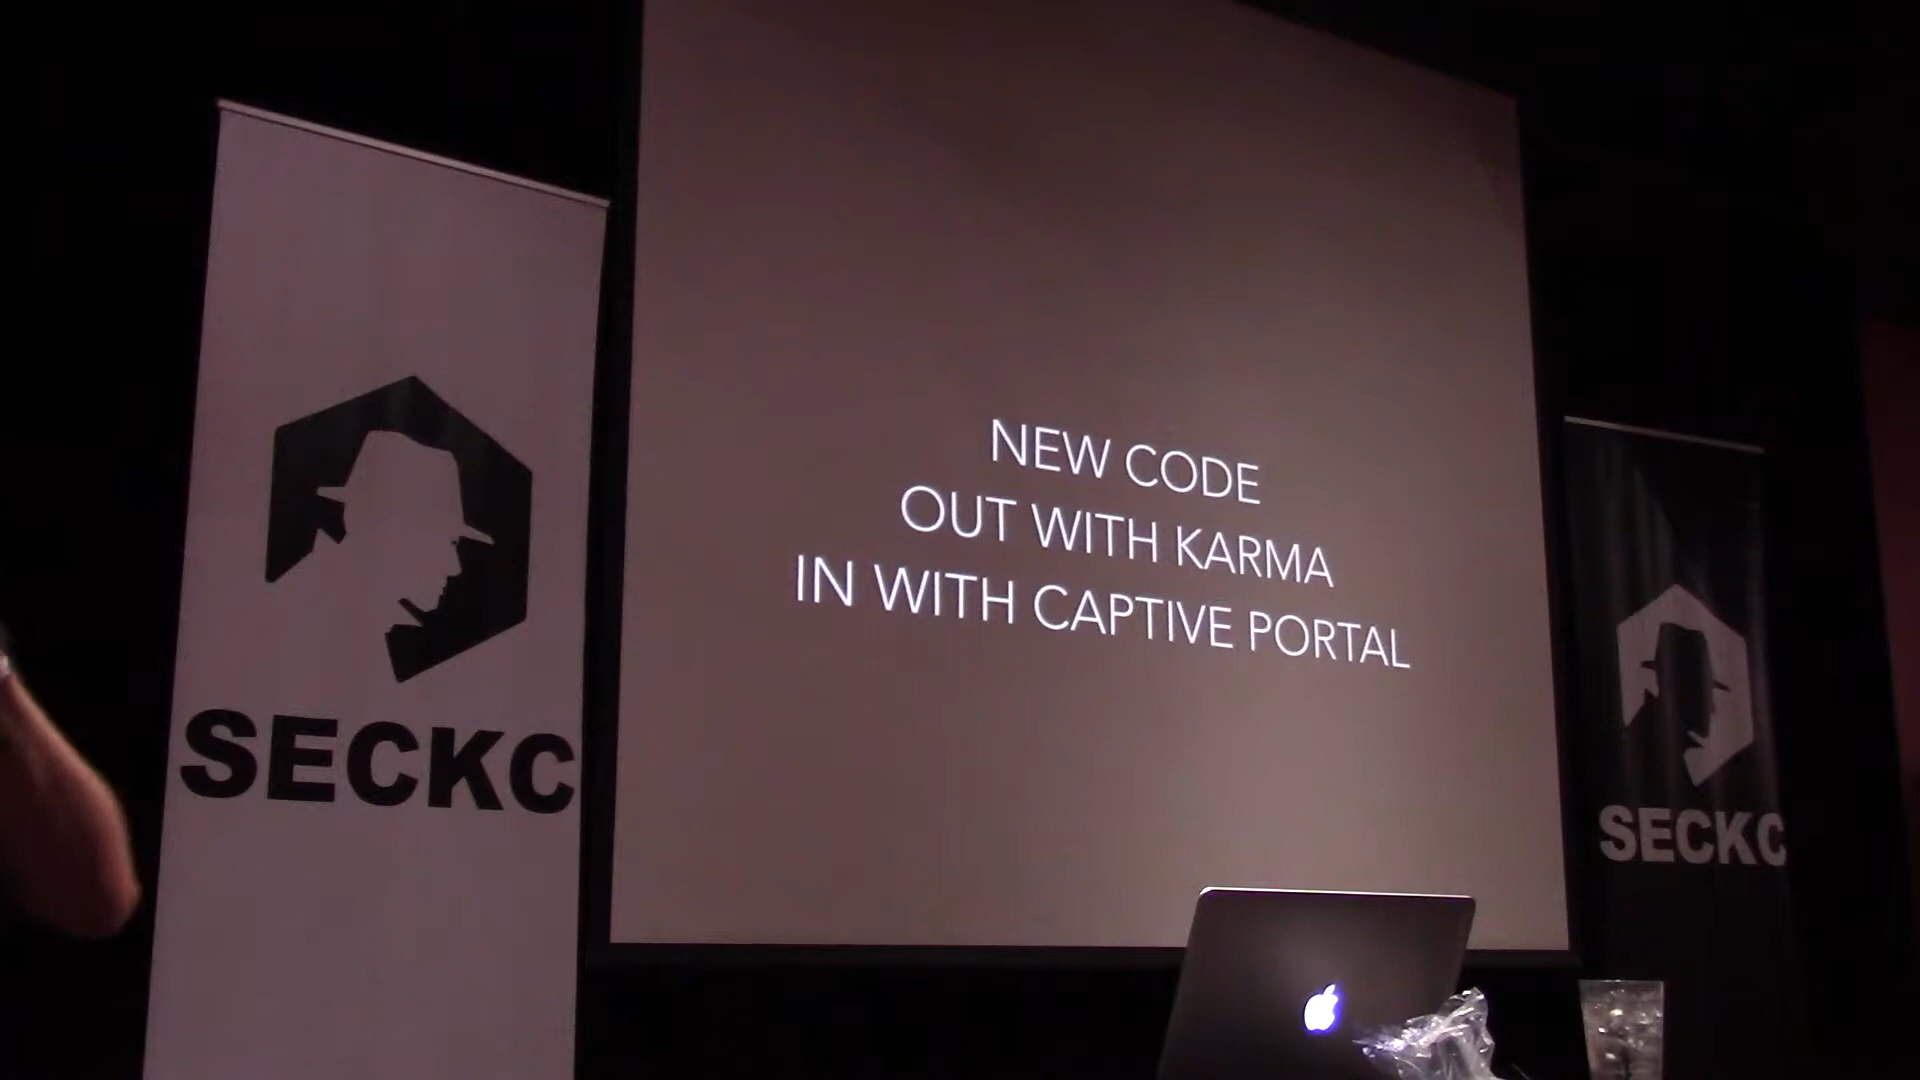 SECKC
NEW CODE
OUT WITH KARMA
IN WITH CAPTIVE PORTAL
SECKC